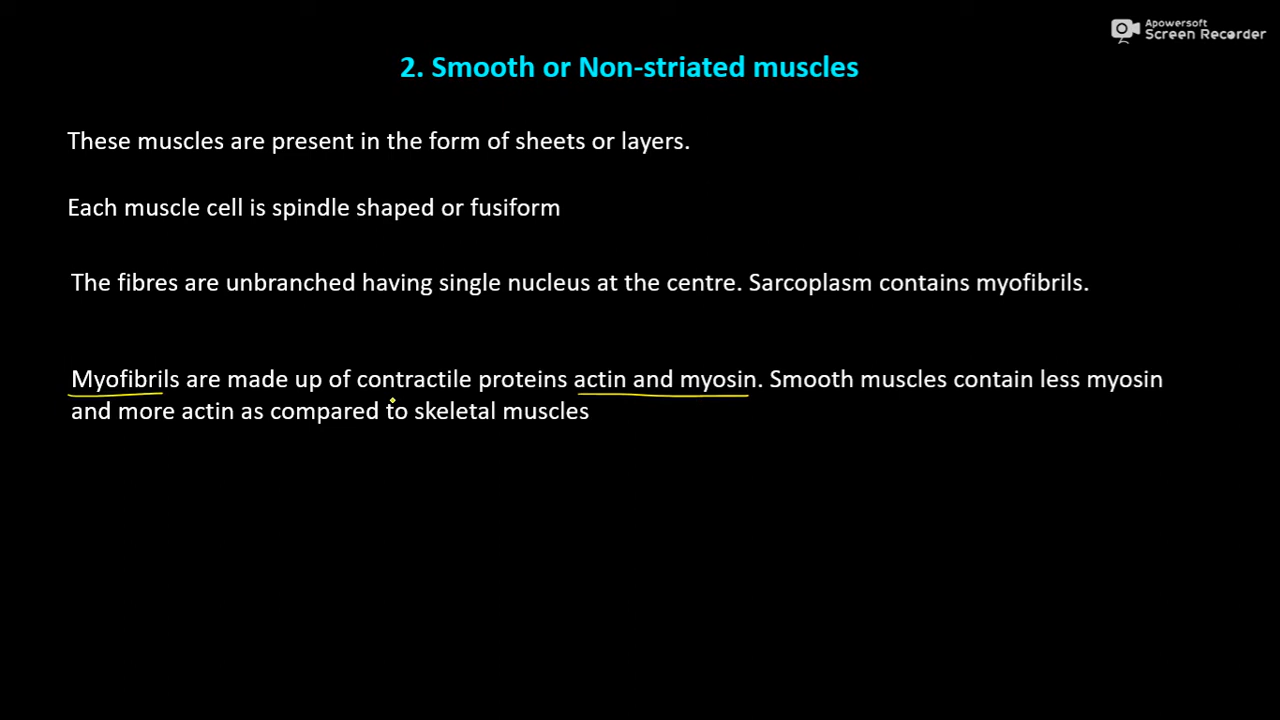 Apowersoft
Screen Recorder
2. Smooth or Non-striated muscles
These muscles are present in the form of sheets or layers.
Each muscle cell is spindle shaped or fusiform
The fibres are unbranched having single nucleus at the centre. Sarcoplasm contains myofibrils.
Myofibrils are made up of contractile proteins actin and myosin. Smooth muscles contain less myosin
and more actin as compared to skeletal muscles